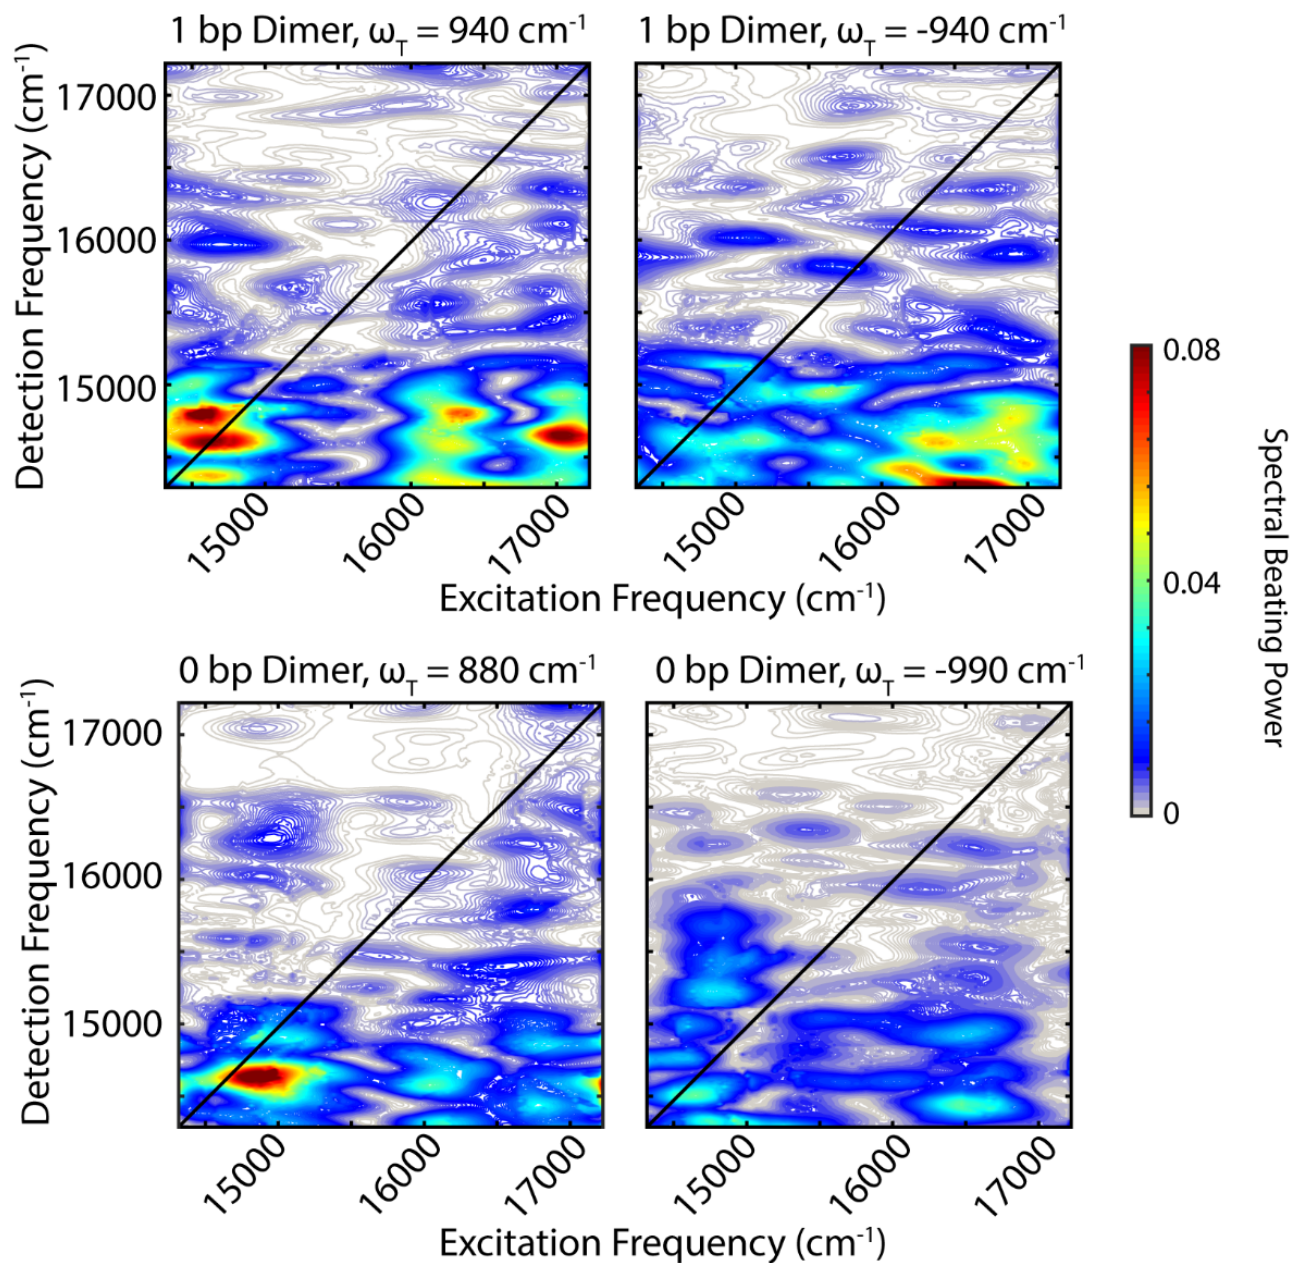 1 bp Dimer, ωT = 940 cm-1
1 bp Dimer, ωT = -940 cm-1
Detection Frequency (cm-1)
17000
16000
15000
15000
16000
17000
15000
16000
17000
Excitation Frequency (cm-1)
0.08
0.04
0
Spectral Beating Power
0 bp Dimer, ωT = 880 cm-1
0 bp Dimer, ωT = -990 cm-1
Detection Frequency (cm-1)
17000
16000
15000
15000
16000
17000
15000
16000
17000
Excitation Frequency (cm-1)